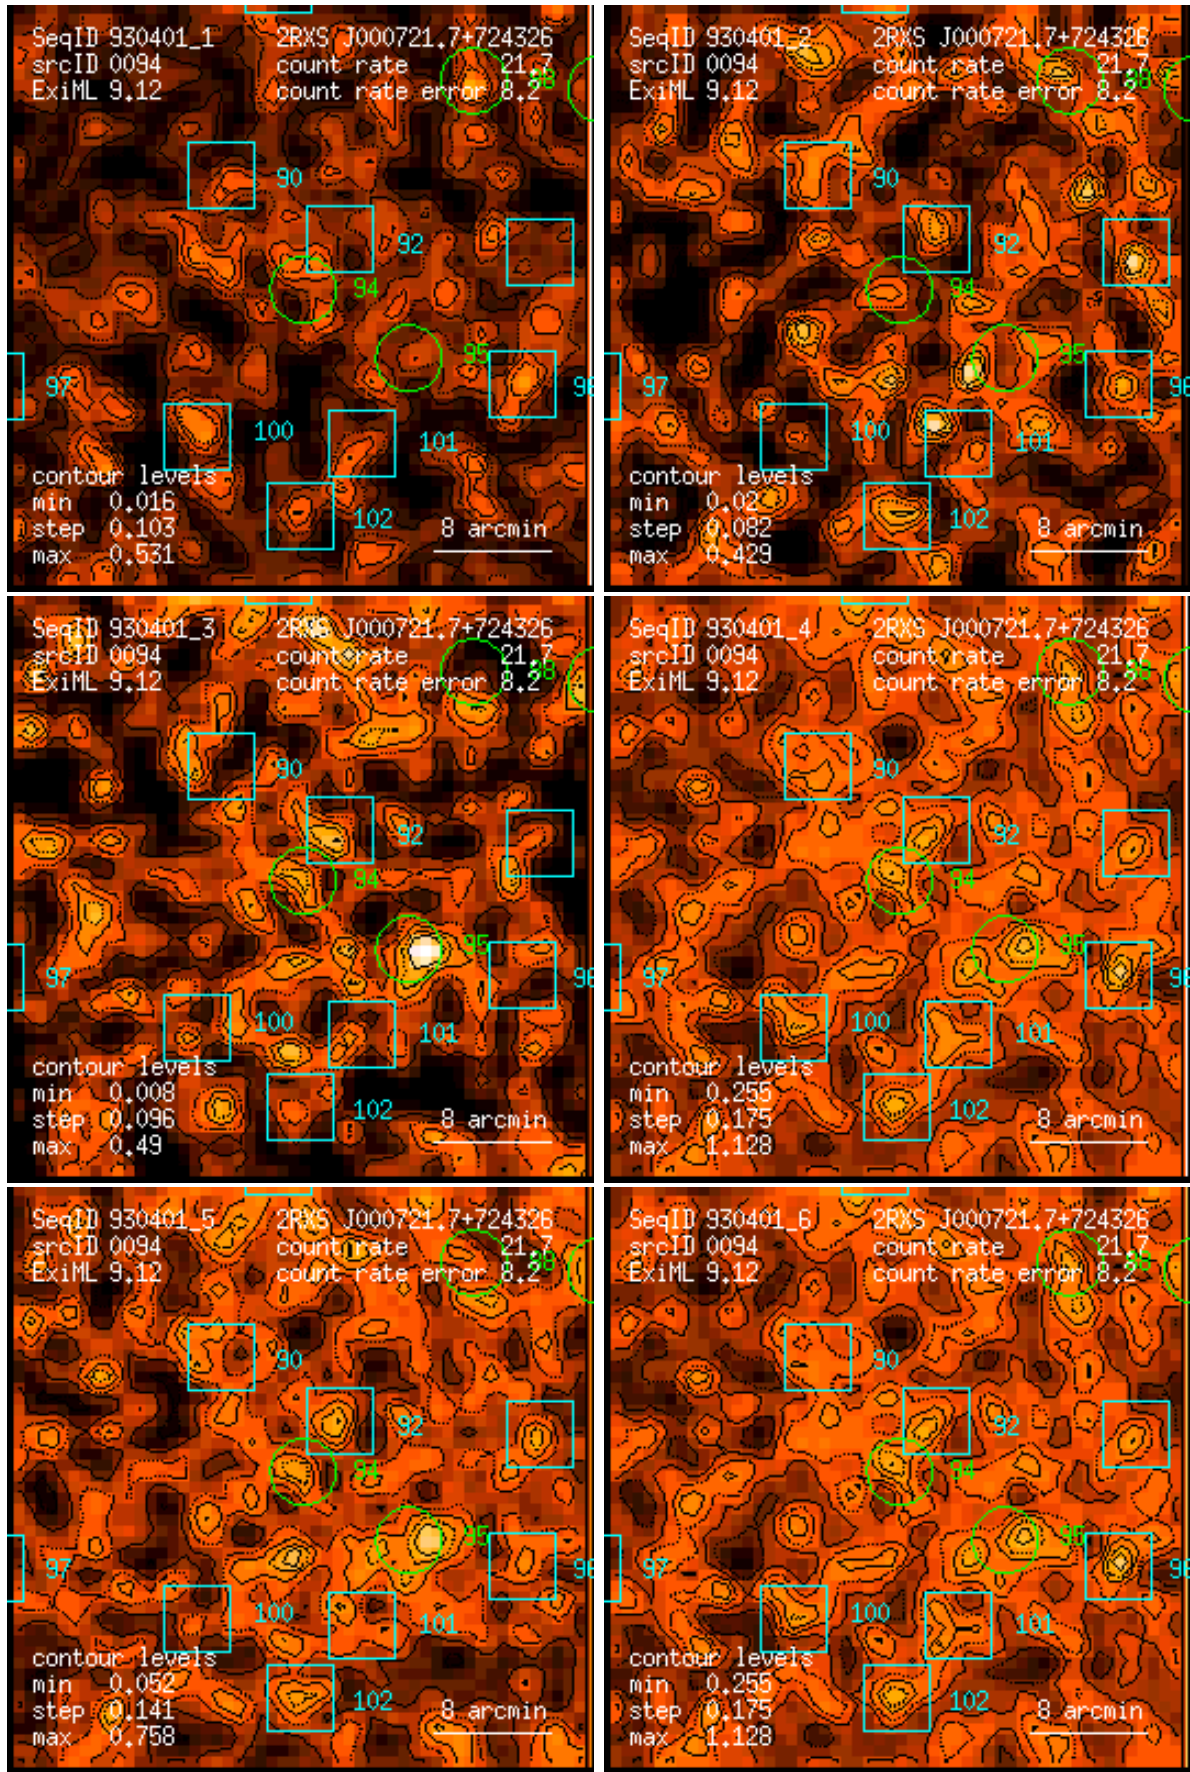 SeqID 930401_1 2RXS J000721.7+724326
srcID 0094 count rate 21.7
ExiML 9.12 count rate error 8.2
98
90
92
94
95
97
96
100
101
102
contour levels
min 0.016
step 0.103
max 0.531
8 arcmin
SeqID 930401_2 2RXS J000721.7+724326
srcID 0094 count rate 21.7
ExiML 9.12 count rate error 8.2
98
90
92
94
95
97
96
100
101
102
contour levels
min 0.02
step 0.082
max 0.429
8 arcmin
SeqID 930401_3 2RXS J000721.7+724326
srcID 0094 count rate 21.7
ExiML 9.12 count rate error 8.2
98
90
92
94
95
97
96
100
101
102
contour levels
min 0.008
step 0.096
max 0.49
8 arcmin
SeqID 930401_4 2RXS J000721.7+724326
srcID 0094 count rate 21.7
ExiML 9.12 count rate error 8.2
98
90
92
94
95
97
96
100
101
102
contour levels
min 0.255
step 0.175
max 1.128
8 arcmin
SeqID 930401_5 2RXS J000721.7+724326
srcID 0094 count rate 21.7
ExiML 9.12 count rate error 8.2
98
90
92
94
95
97
96
100
101
102
contour levels
min 0.052
step 0.141
max 0.758
8 arcmin
SeqID 930401_6 2RXS J000721.7+724326
srcID 0094 count rate 21.7
ExiML 9.12 count rate error 8.2
98
90
92
94
95
97
96
100
101
102
contour levels
min 0.255
step 0.175
max 1.128
8 arcmin